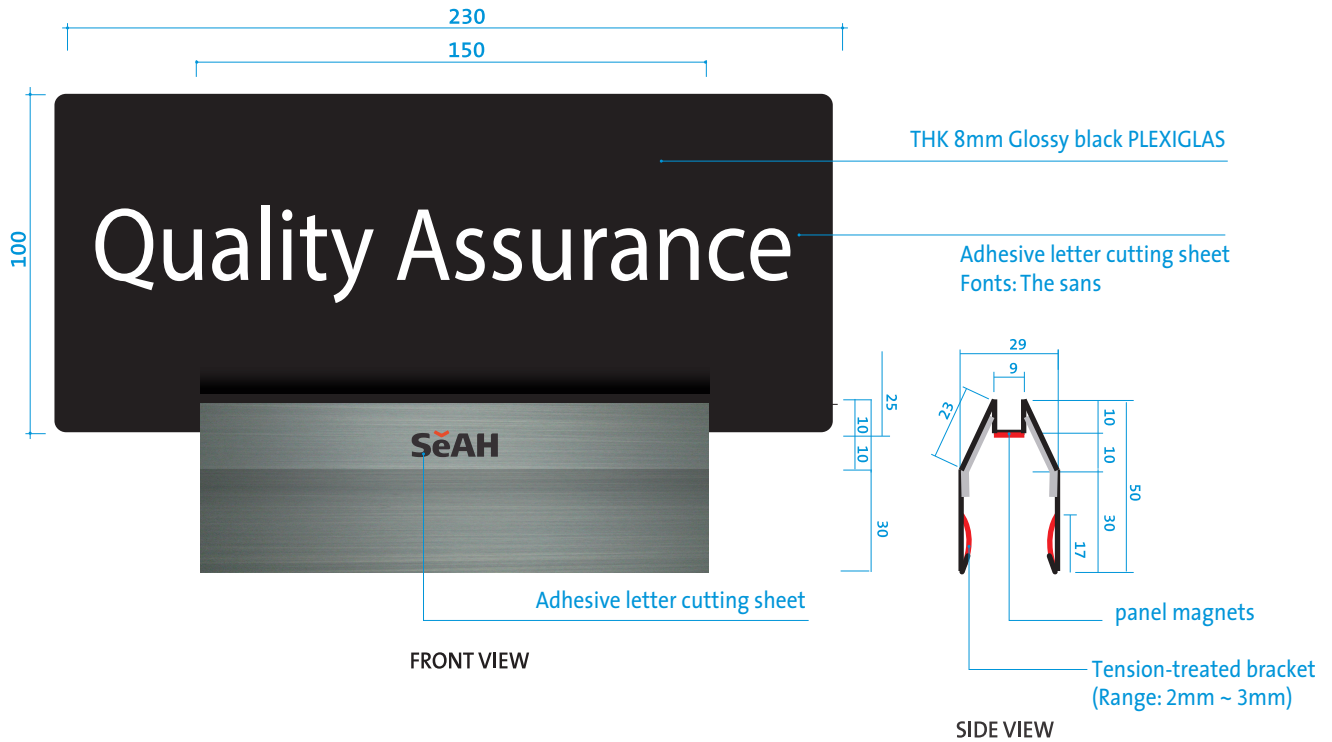 230
150
THK 8mm Glossy black PLEXIGLAS
100
Quality Assurance
Adhesive letter cutting sheet
Fonts: The sans
29
9
23
25
10
10
30
10
10
30
50
17
SeAH
Adhesive letter cutting sheet
panel magnets
FRONT VIEW
Tension-treated bracket
(Range: 2mm ~ 3mm)
SIDE VIEW